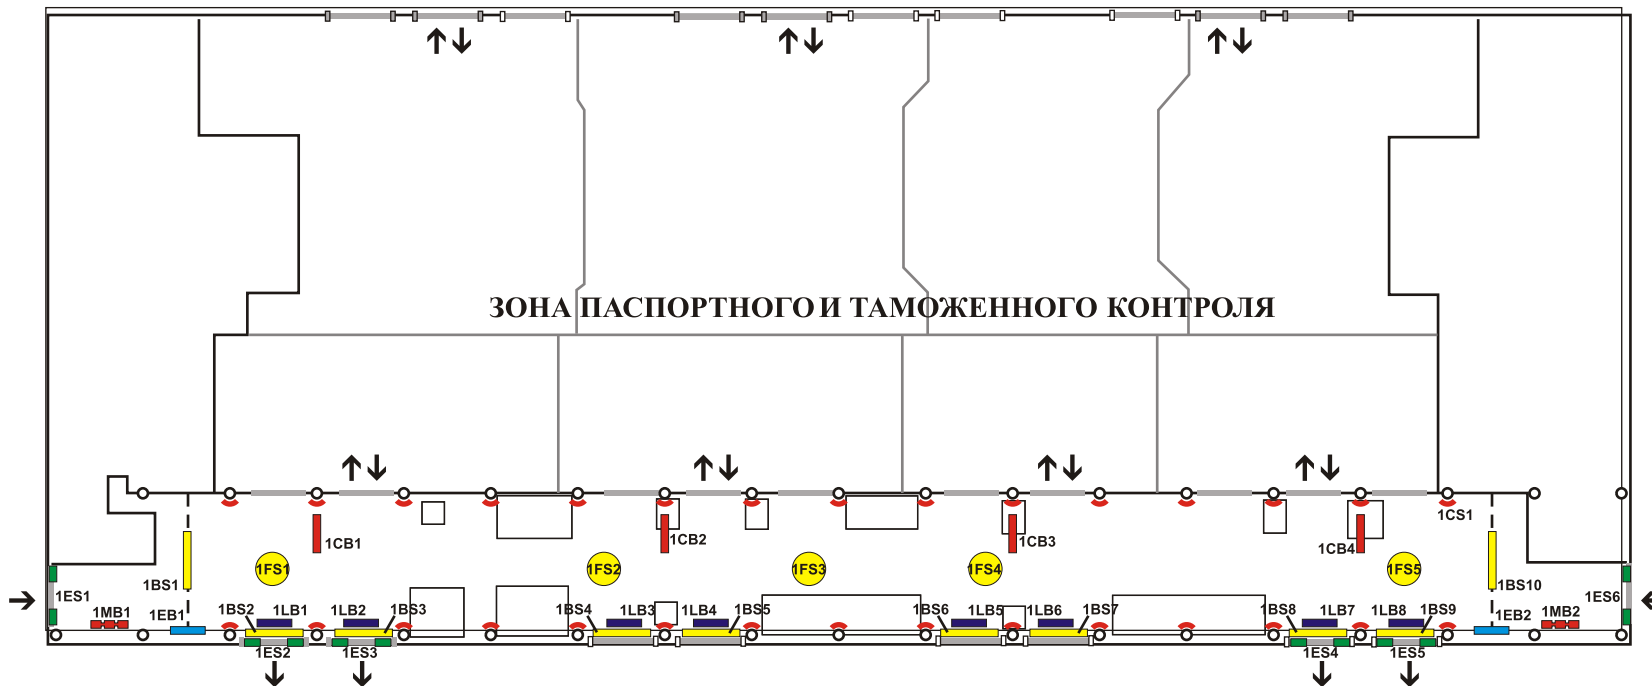 ЗОНА ПАСПОРТНОГО И ТАМОЖЕННОГО КОНТРОЛЯ
1CS1
1CB1
1CB2
1CB3
1CB4
1FS1
1FS2
1FS3
1FS4
1FS5
1BS1
1BS10
1ES1
1ES6
1MB1
1EB1
1BS2
1LB1
1LB2
1BS3
1BS4
1LB3
1LB4
1BS5
1BS6
1LB5
1LB6
1BS7
1BS8
1LB7
1LB8
1BS9
1EB2
1MB2
1ES2
1ES3
1ES4
1ES5